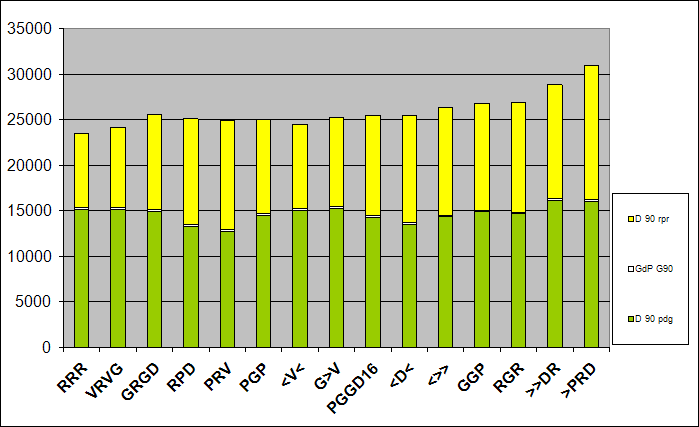 35000
30000
25000
20000
15000
10000
5000
0
RRR
VRVG
GRGD
RPD
PRV
PGP
<V<
G>V
PGGD16
<D<
<>>
GGP
RGR
>>DR
>PRD
D 90 rpr
GdP G90
D 90 pdg